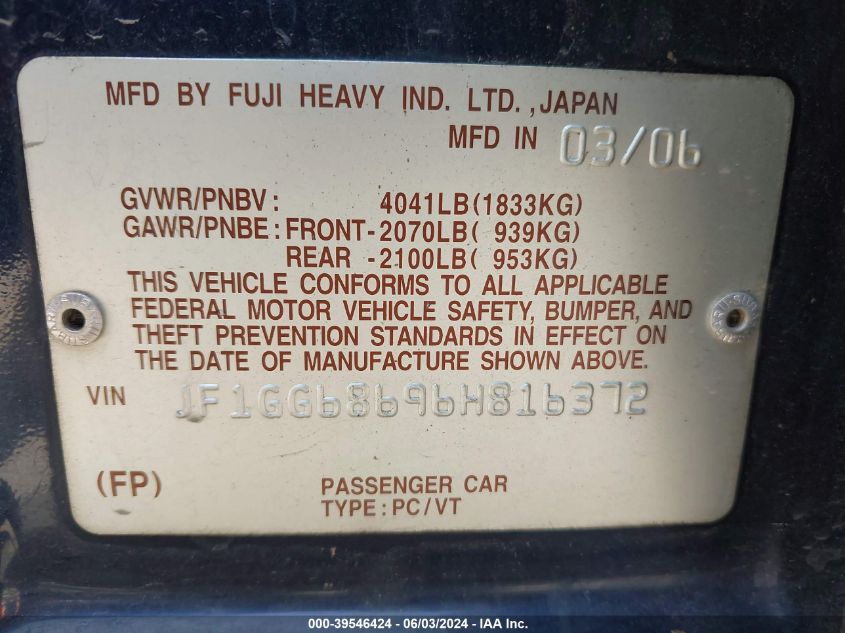 MFD BY FUJI HEAVY IND. LTD., JAPAN
MFD IN 03/06
GVWR/PNBV: 4041LB(1833KG)
GAWR/PNBE: FRONT-2070LB( 939KG)
REAR -2100LB( 953KG)
THIS VEHICLE CONFORMS TO ALL APPLICABLE
FEDERAL MOTOR VEHICLE SAFETY, BUMPER, AND
THEFT PREVENTION STANDARDS IN EFFECT ON
THE DATE OF MANUFACTURE SHOWN ABOVE.
VIN JF1GG68696H816372
(FP) PASSENGER CAR
TYPE: PC/VT
000-39546424 - 06/03/2024 - IAA Inc.